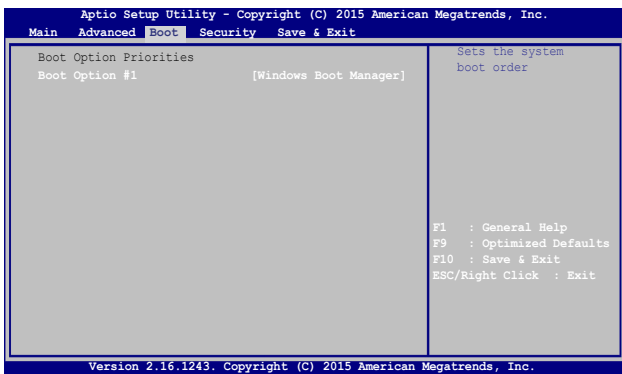 Aptio Setup Utility - Copyright (C) 2015 American Megatrends, Inc.
Main Advanced Boot Security Save & Exit
Boot Option Priorities
Boot Option #1 [Windows Boot Manager]
Sets the system
boot order
F1 : General Help
F9 : Optimized Defaults
F10 : Save & Exit
ESC/Right Click : Exit
Version 2.16.1243. Copyright (C) 2015 American Megatrends, Inc.